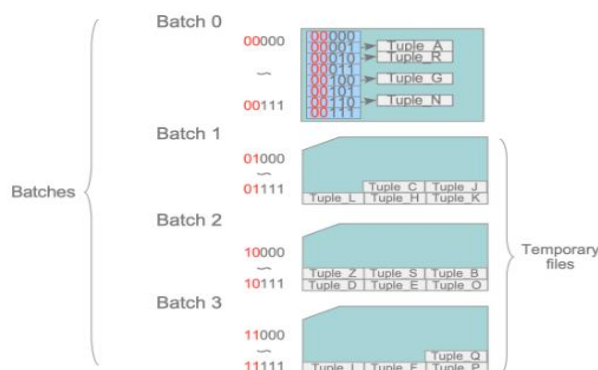 Batch 0
00000
~
00111
00000
00001
00010
00011
00100
00101
00110
00111
Tuple_A
Tuple_R
Tuple_G
Tuple_N
Batch 1
01000
~
01111
Tuple_C Tuple_J
Tuple_L Tuple_H Tuple_K
Batches
Batch 2
10000
~
10111
Tuple_Z Tuple_S Tuple_B
Tuple_D Tuple_E Tuple_O
Temporary
files
Batch 3
11000
~
11111
Tuple_Q
Tuple_I Tuple_F Tuple_P